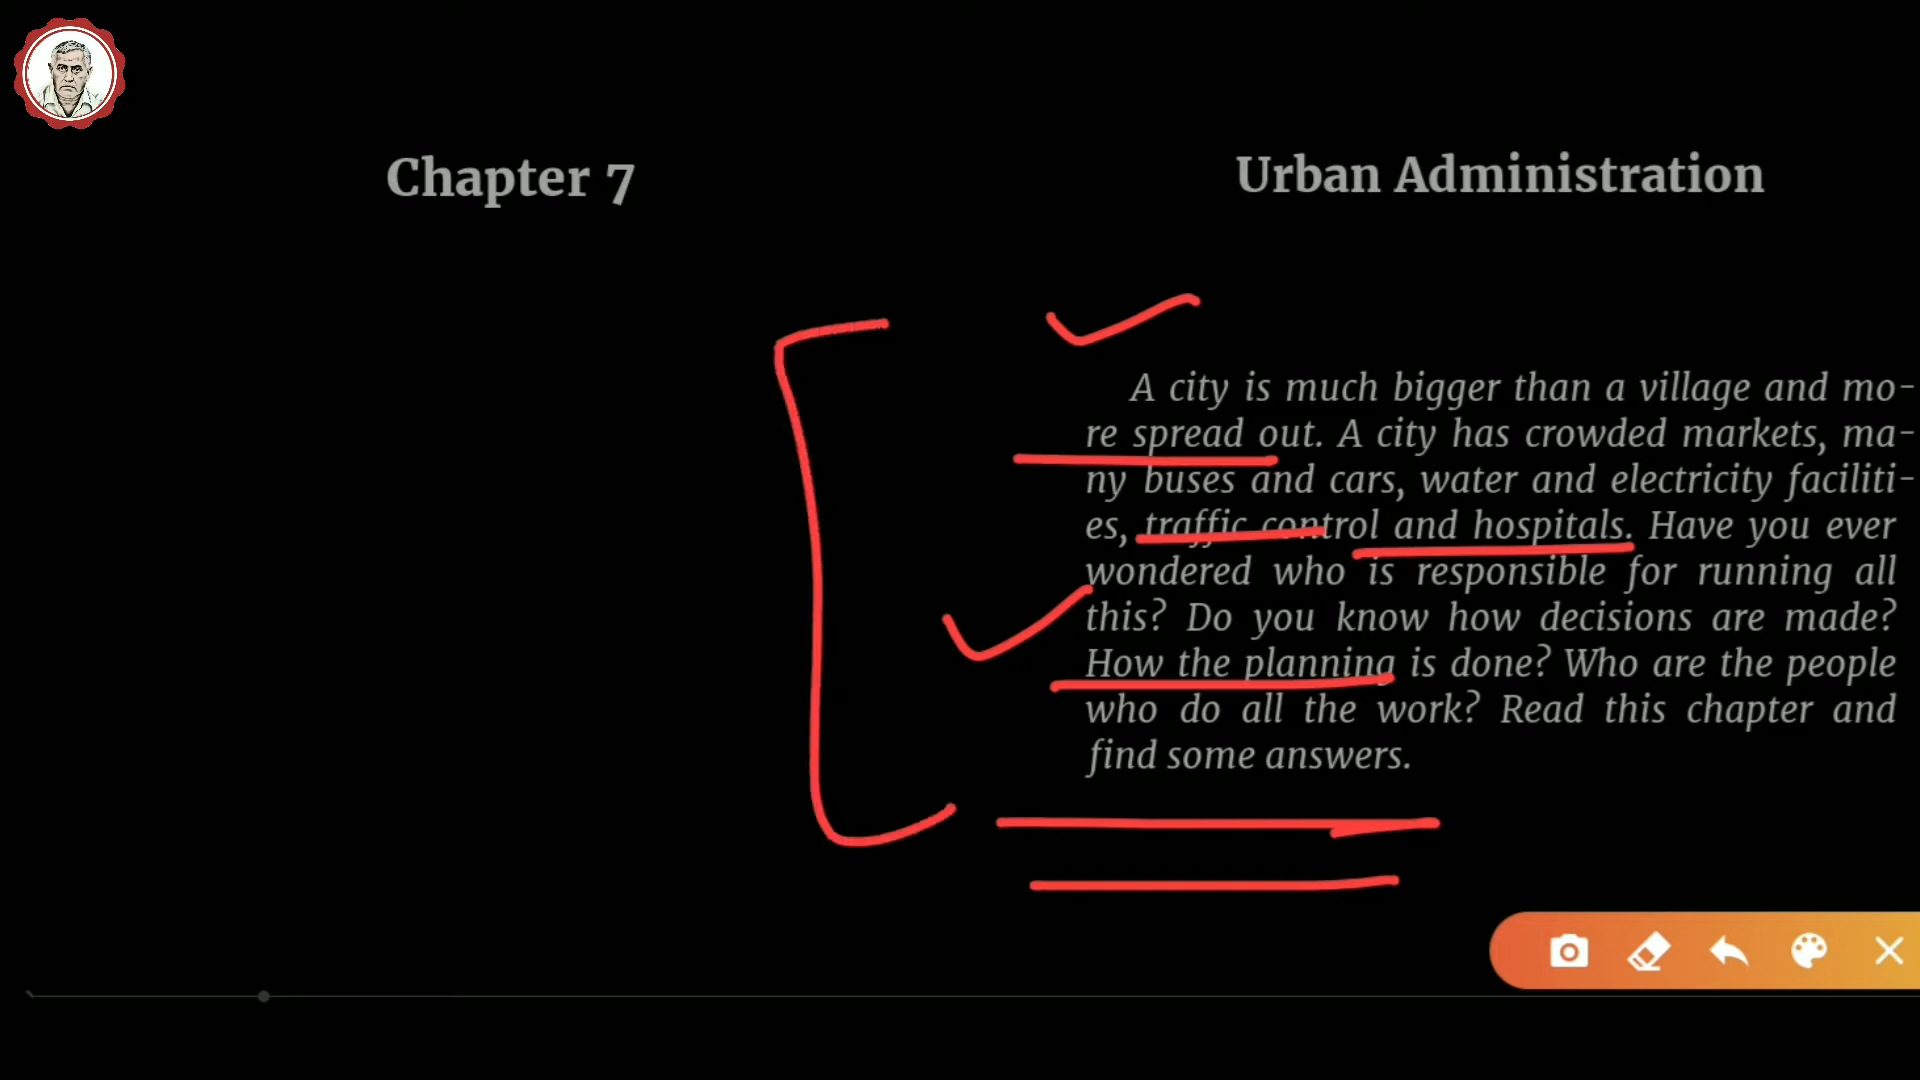 Chapter 7
Urban Administration
A city is much bigger than a village and mo-
re spread out. A city has crowded markets, ma-
ny buses and cars, water and electricity faciliti-
es, traffic control and hospitals. Have you ever
wondered who is responsible for running all
this? Do you know how decisions are made?
How the planning is done? Who are the people
who do all the work? Read this chapter and
find some answers.